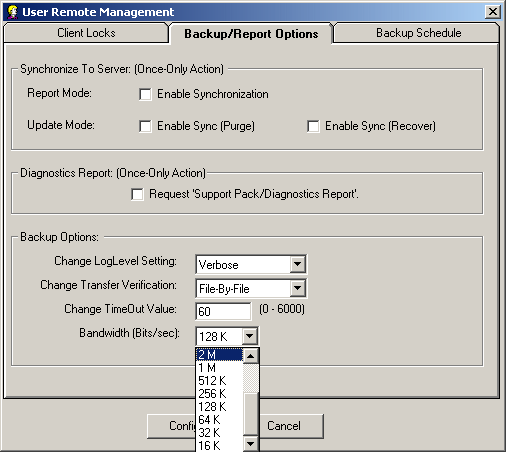 User Remote Management
Client Locks Backup/Report Options Backup Schedule
Synchronize To Server: (Once-Only Action)
Report Mode: Enable Synchronization
Update Mode: Enable Sync (Purge) Enable Sync (Recover)
Diagnostics Report: (Once-Only Action)
Request 'Support Pack/Diagnostics Report'.
Backup Options:
Change LogLevel Setting: Verbose
Change Transfer Verification: File-By-File
Change TimeOut Value: 60 (0 - 6000)
Bandwidth (Bits/sec): 128 K
2 M
1 M
512 K
256 K
128 K
64 K
32 K
16 K
Cancel